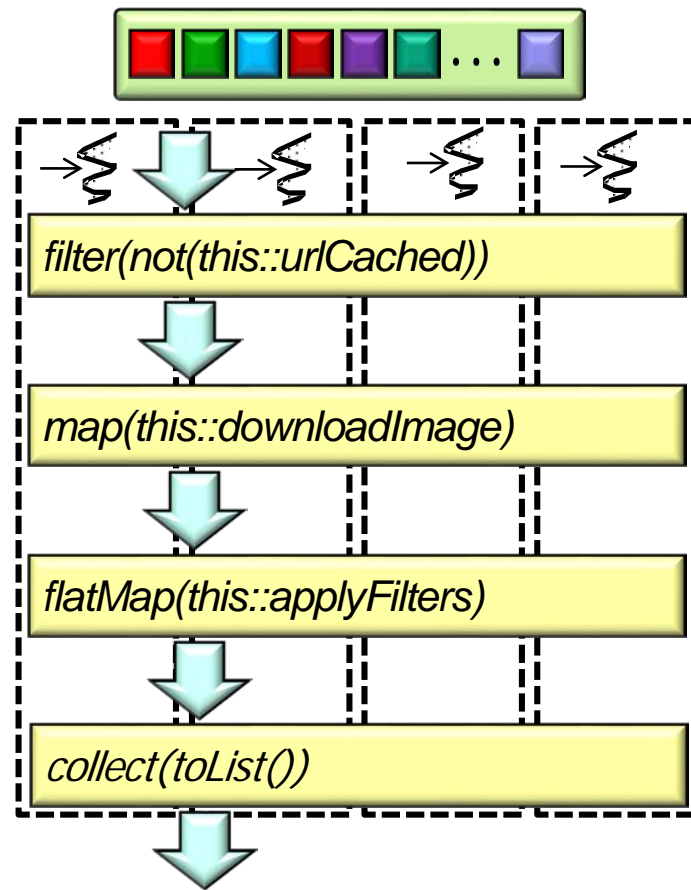 ...
filter(not(this::urlCached))
map(this::downloadImage)
flatMap(this::applyFilters)
collect(toList())